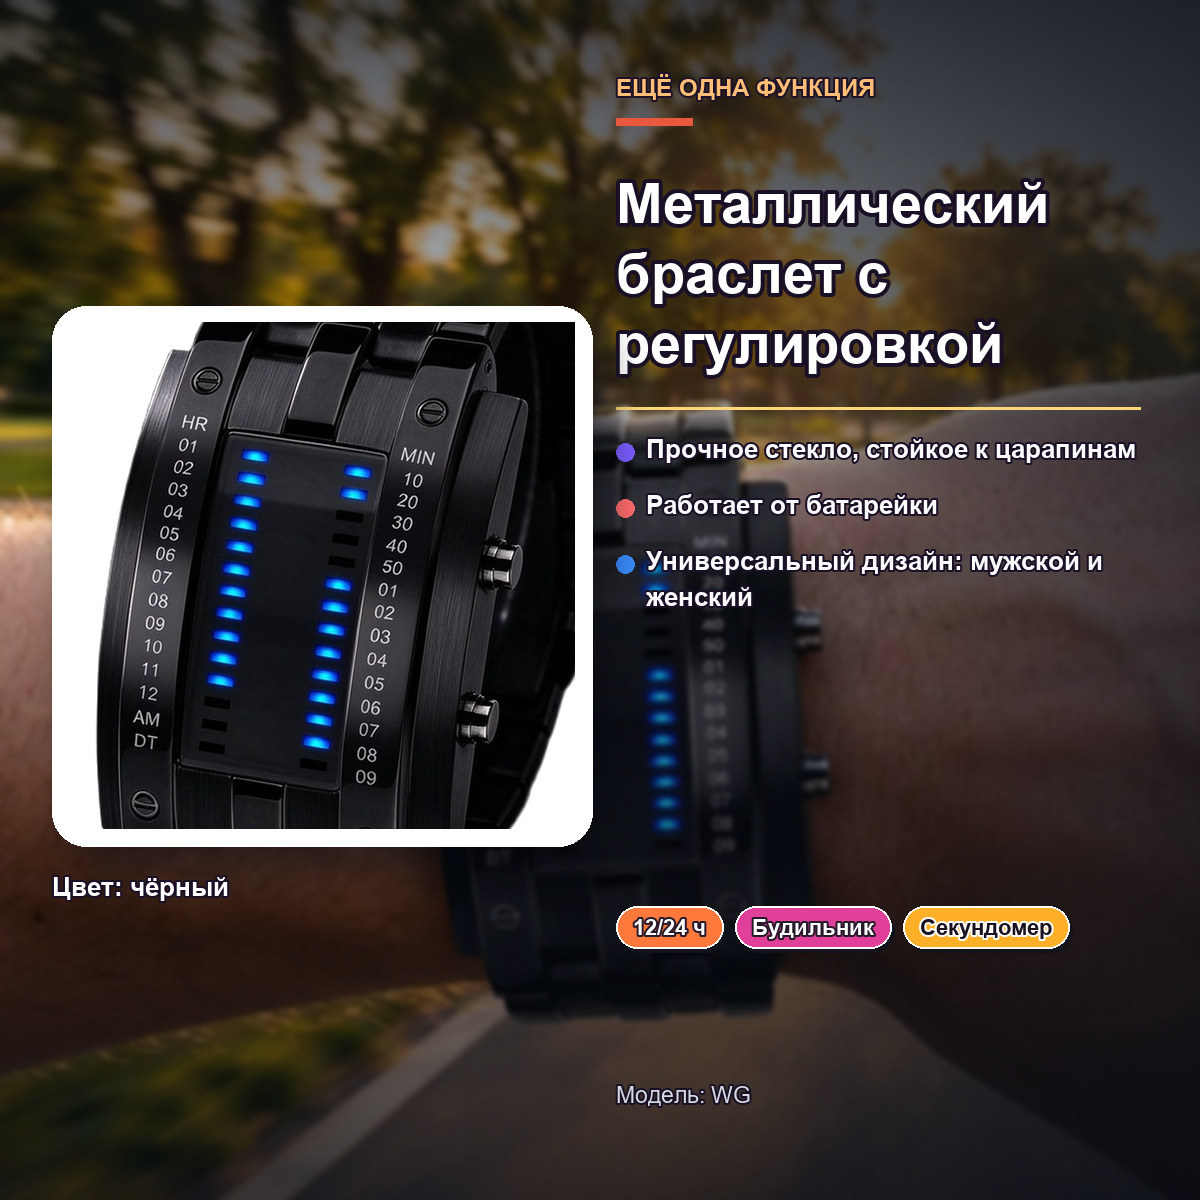 ЕЩЁ ОДНА ФУНКЦИЯ
Металлический
браслет с
регулировкой
Прочное стекло, стойкое к царапинам
Работает от батарейки
Универсальный дизайн: мужской и
женский
HR
01
02
03
04
05
06
07
08
09
10
11
12
AM
DT
MIN
10
20
30
40
50
01
02
03
04
05
06
07
08
09
Цвет: чёрный
12/24 ч
Будильник
Секундомер
Модель: WG